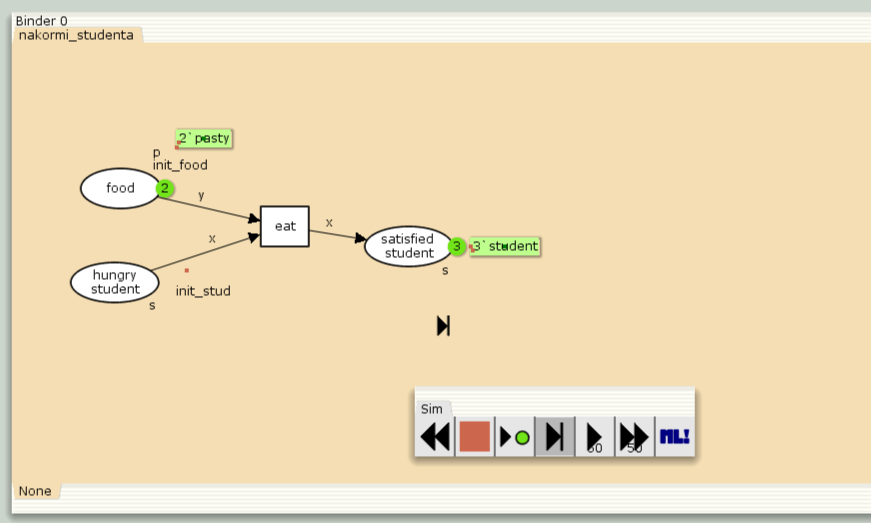 Binder 0
nakormi_studenta
2`pasty
p
init_food
food
2
y
eat
x
x
satisfied
student
3
3`student
s
hungry
student
s
init_stud
Sim
50
50
ML!
None